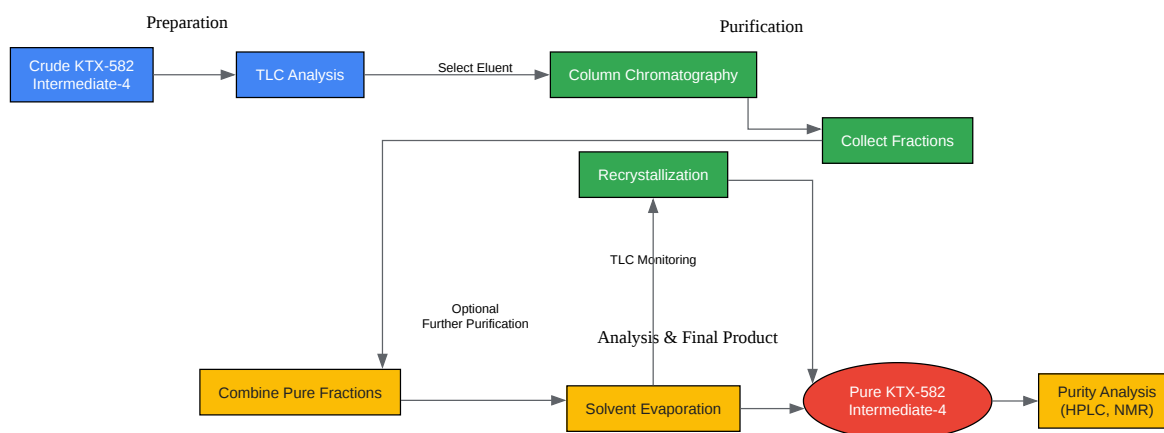 Preparation
Purification
Crude KTX-582
Intermediate-4
TLC Analysis
Select Eluent
Column Chromatography
Collect Fractions
Recrystallization
TLC Monitoring
Optional
Further Purification
Analysis & Final Product
Combine Pure Fractions
Solvent Evaporation
Pure KTX-582
Intermediate-4
Purity Analysis
(HPLC, NMR)